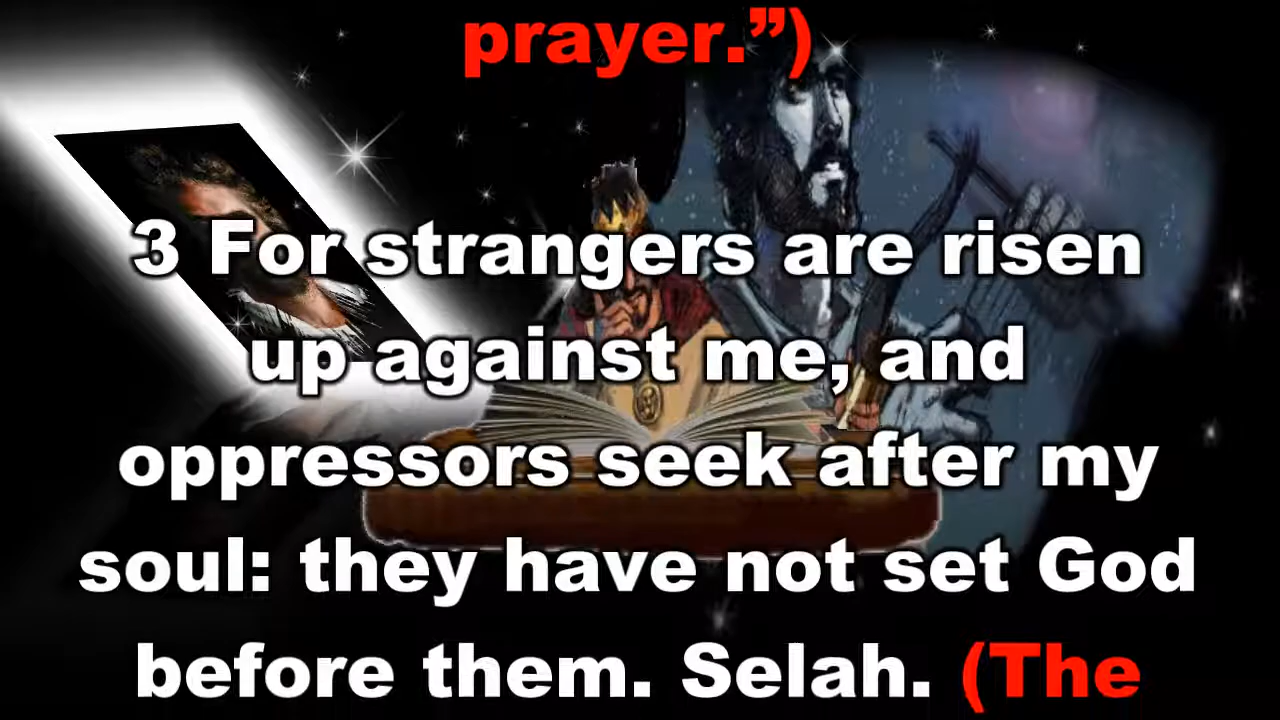 prayer.”)
3 For strangers are risen
up against me, and
oppressors seek after my
soul: they have not set God
before them. Selah. (The